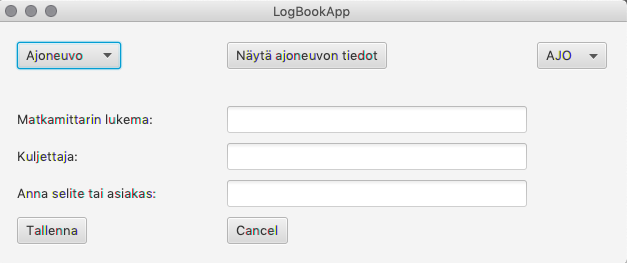 LogBookApp
Ajoneuvo Näytä ajoneuvon tiedot AJO
Matkamittarin lukema:
Kuljettaja:
Anna selite tai asiakas:
Tallenna Cancel